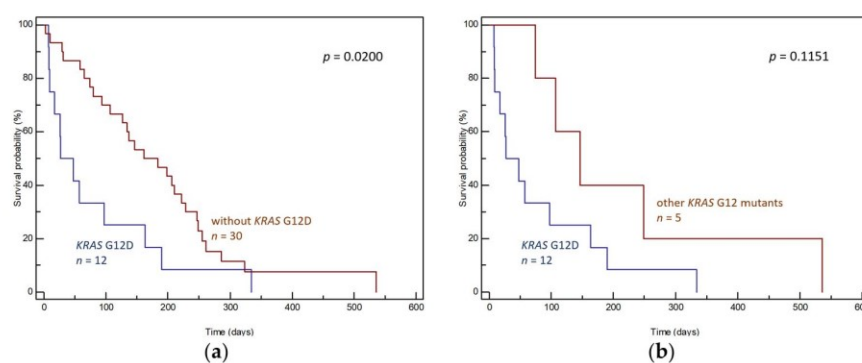 100
80
60
40
20
0
Survival probability (%)
p = 0.0200
without KRAS G12D
n = 30
KRAS G12D
n = 12
0 100 200 300 400 500 600
Time (days)
(a)
100
80
60
40
20
0
Survival probability (%)
p = 0.1151
other KRAS G12 mutants
n = 5
KRAS G12D
n = 12
0 100 200 300 400 500
Time (days)
(b)